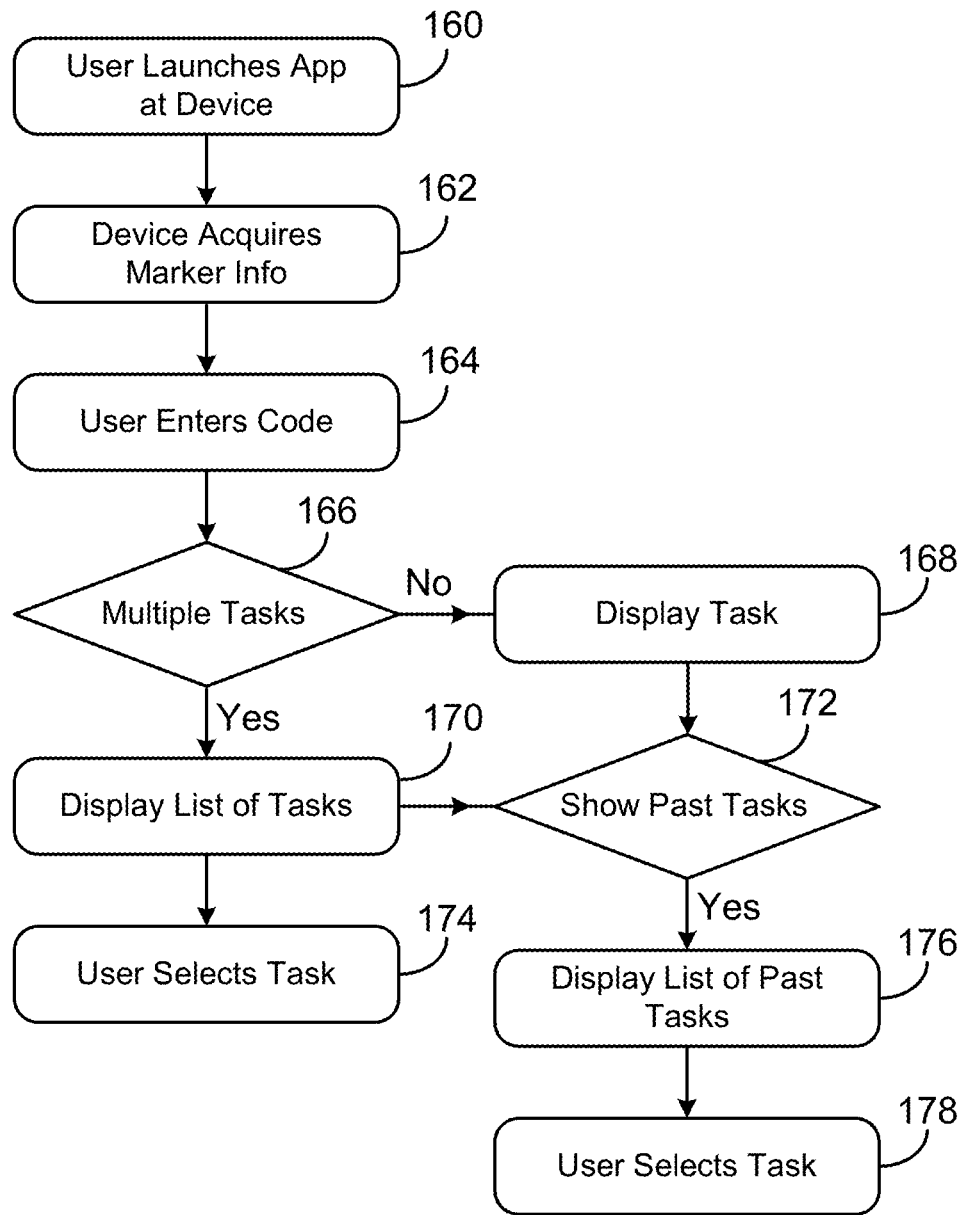 160
User Launches App
at Device
162
Device Acquires
Marker Info
164
User Enters Code
166
Multiple Tasks
No
168
Display Task
Yes
170
Display List of Tasks
172
Show Past Tasks
174
User Selects Task
Yes
176
Display List of Past
Tasks
178
User Selects Task